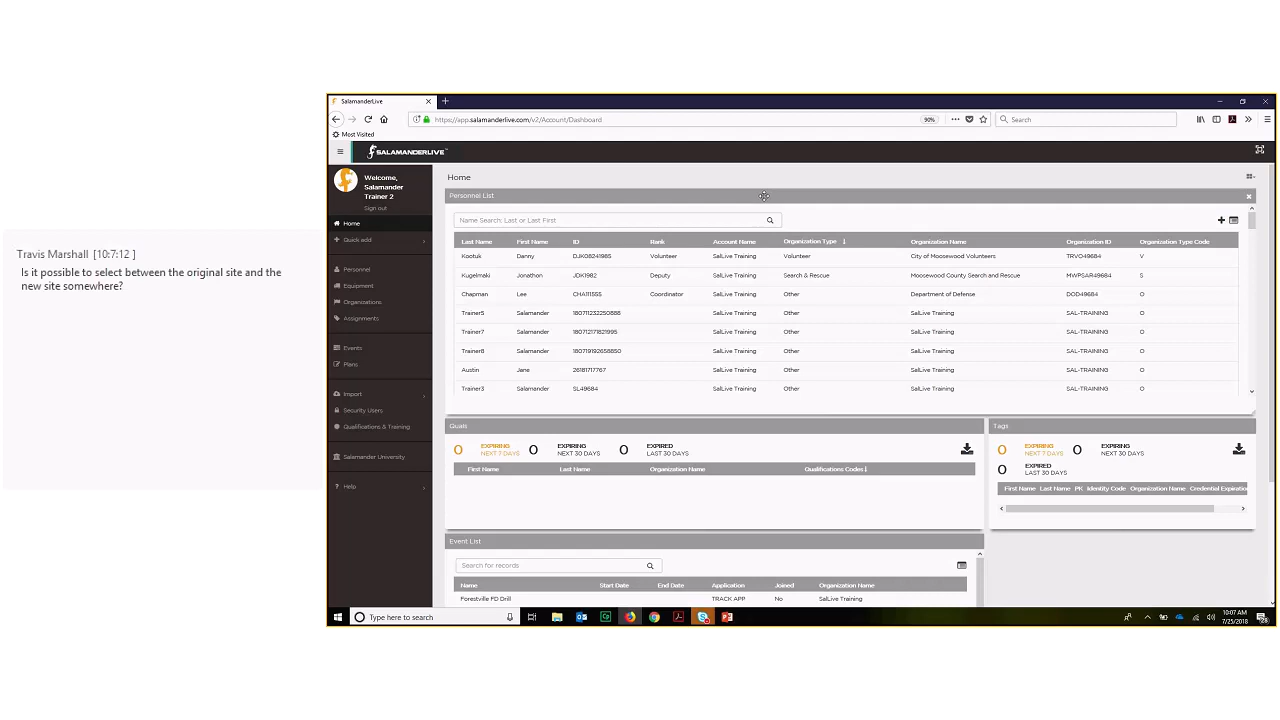 Travis Marshall [10:7:12 ]
Is it possible to select between the original site and the
new site somewhere?
SalamanderLive
https://app.salamanderlive.com/v2/Account/Dashboard
90%
Search
Most Visited
SALAMANDERLIVE™
Welcome,
Salamander
Trainer 2
Sign out
Home
Quick add
Personnel
Equipment
Organizations
Assignments
Events
Plans
Import
Security Users
Qualifications & Training
Salamander University
Help
Home
Personnel List
Name Search: Last or Last First
Last Name First Name ID Rank Account Name Organization Type Organization Name Organization ID Organization Type Code
Kootuk Danny DJK08241985 Volunteer SalLive Training Volunteer City of Moosewood Volunteers TRVO49684 V
Kugelmaki Jonathon JDK1982 Deputy SalLive Training Search & Rescue Moosewood County Search and Rescue MWPSAR49684 S
Chapman Lee CHA111555 Coordinator SalLive Training Other Department of Defense DOD49684 O
Trainer5 Salamander 180711232250888 SalLive Training Other SalLive Training SAL-TRAINING O
Trainer7 Salamander 180712171821995 SalLive Training Other SalLive Training SAL-TRAINING O
Trainer8 Salamander 180719192658850 SalLive Training Other SalLive Training SAL-TRAINING O
Austin Jane 26181717767 SalLive Training Other SalLive Training SAL-TRAINING O
Trainer3 Salamander SL49684 SalLive Training Other SalLive Training SAL-TRAINING O
Quals
0 EXPIRING NEXT 7 DAYS 0 EXPIRING NEXT 30 DAYS 0 EXPIRED LAST 30 DAYS
First Name Last Name Organization Name Qualifications Codes
Tags
0 EXPIRING NEXT 7 DAYS 0 EXPIRING NEXT 30 DAYS
0 EXPIRED LAST 30 DAYS
First Name Last Name PK Identity Code Organization Name Credential Expiratio
Event List
Search for records
Name Start Date End Date Application Joined Organization Name
Forestville FD Drill TRACK APP No SalLive Training
Type here to search
10:07 AM
7/25/2018